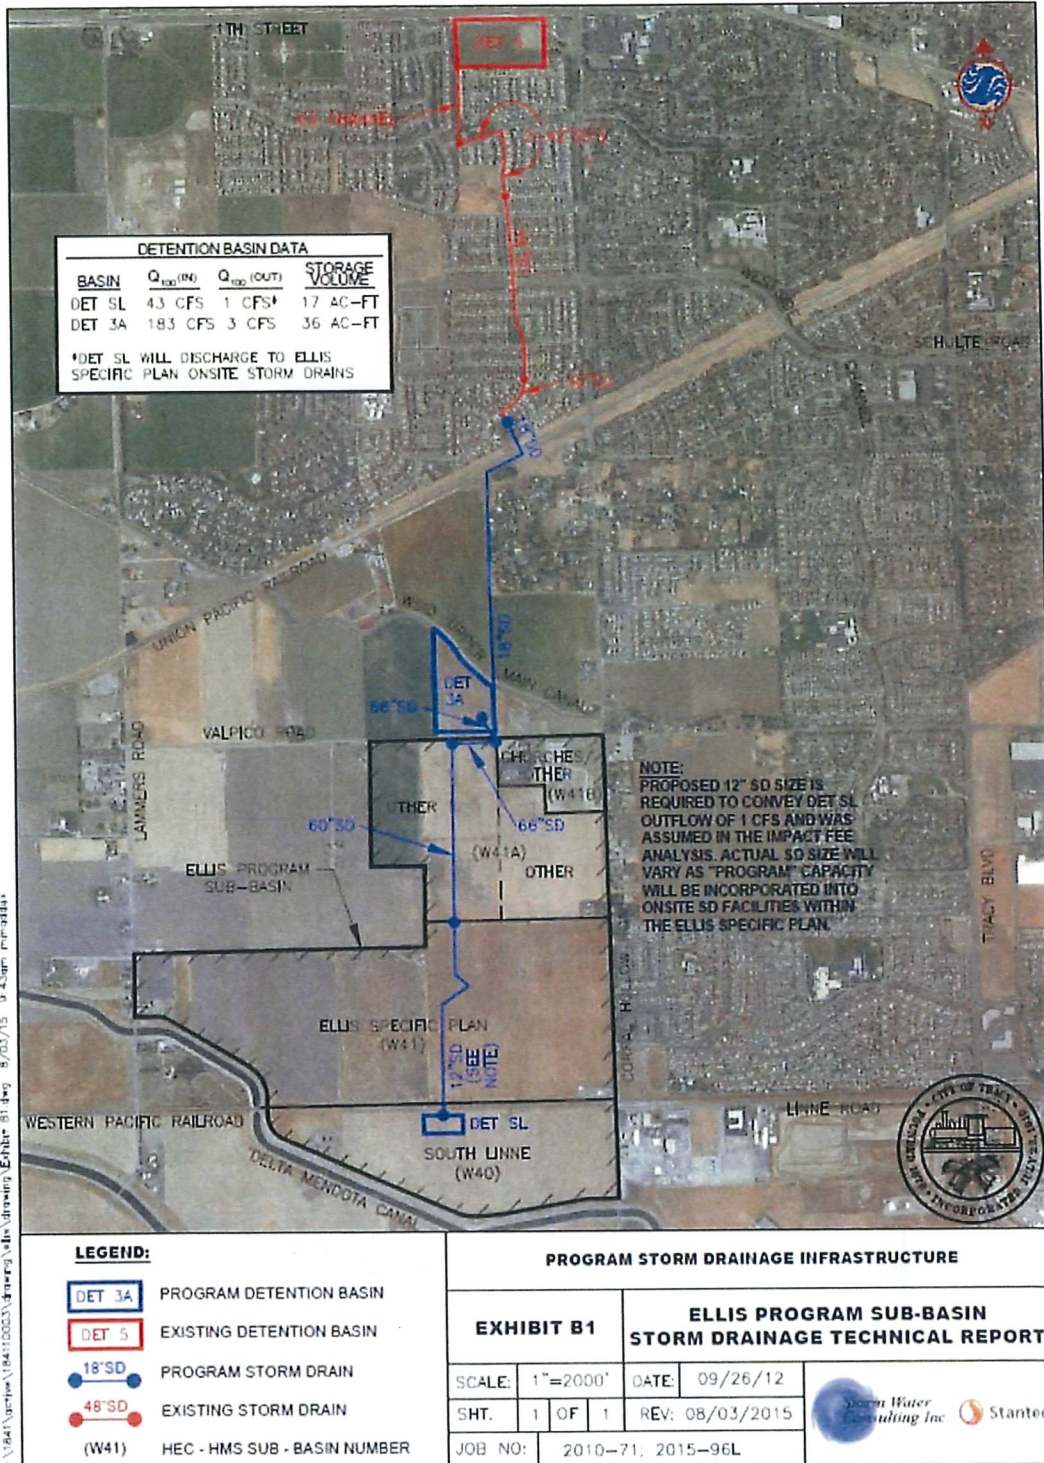 11TH STREET
DET 5
CHANNEL
DETENTION BASIN DATA
BASIN Q100 (IN) Q100 (OUT) STORAGE VOLUME
DET SL 43 CFS 1 CFS* 17 AC-FT
DET 3A 183 CFS 3 CFS 36 AC-FT
*DET SL WILL DISCHARGE TO ELLIS
SPECIFIC PLAN ONSITE STORM DRAINS
SCHULTE ROAD
UNION PACIFIC RAILROAD
MAIN CANAL
18"SD
DET
3A
66"SD
VALPICO ROAD
LAMMERS ROAD
CHURCHES/
OTHER
(W41B)
OTHER
60"SD
66"SD
(W41A)
OTHER
ELLIS PROGRAM
SUB-BASIN
NOTE:
PROPOSED 12" SD SIZE IS
REQUIRED TO CONVEY DET SL
OUTFLOW OF 1 CFS AND WAS
ASSUMED IN THE IMPACT FEE
ANALYSIS. ACTUAL SD SIZE WILL
VARY AS "PROGRAM" CAPACITY
WILL BE INCORPORATED INTO
ONSITE SD FACILITIES WITHIN
THE ELLIS SPECIFIC PLAN.
TRACY BLVD
CORRAL HOLLOW
ELLIS SPECIFIC PLAN
(W41)
12"SD
(SEE
NOTE)
WESTERN PACIFIC RAILROAD
DET SL
LINNE ROAD
SOUTH LINNE
(W40)
DELTA MENDOTA CANAL
CITY OF TRACY
INCORPORATED JULY 22, 1910
LEGEND:
DET 3A PROGRAM DETENTION BASIN
DET 5 EXISTING DETENTION BASIN
18"SD PROGRAM STORM DRAIN
48"SD EXISTING STORM DRAIN
(W41) HEC - HMS SUB - BASIN NUMBER
PROGRAM STORM DRAINAGE INFRASTRUCTURE
EXHIBIT B1
ELLIS PROGRAM SUB-BASIN
STORM DRAINAGE TECHNICAL REPORT
SCALE: 1"=2000' DATE: 09/26/12
SHT. 1 OF 1 REV: 08/03/2015
JOB NO: 2010-71; 2015-96L
Storm Water
Consulting Inc
Stantec